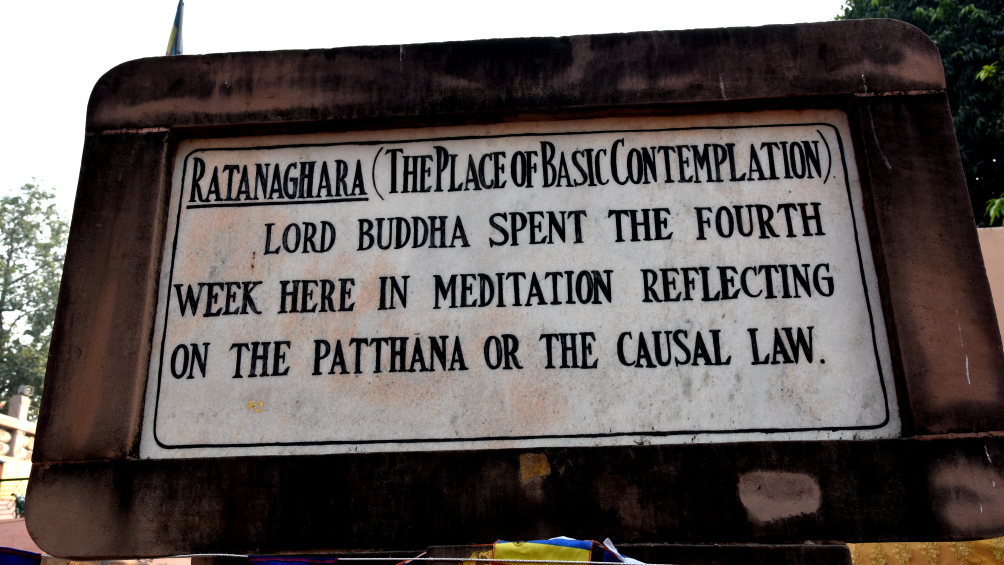 RATANAGHARA (THE PLACE OF BASIC CONTEMPLATION).
LORD BUDDHA SPENT THE FOURTH
WEEK HERE IN MEDITATION REFLECTING
ON THE PATTHANA OR THE CAUSAL LAW.